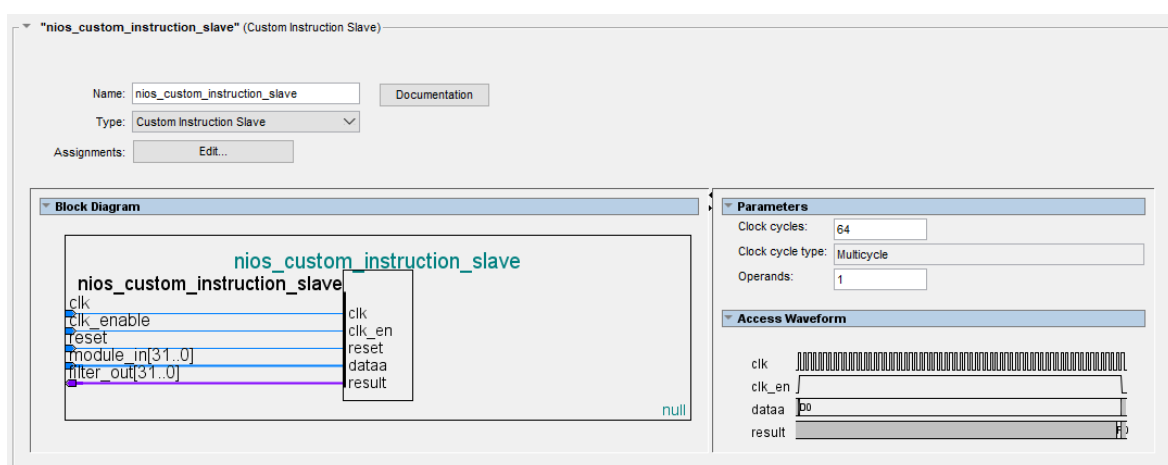 "nios_custom_instruction_slave" (Custom Instruction Slave)
Name: nios_custom_instruction_slave Documentation
Type: Custom Instruction Slave
Assignments: Edit...
Block Diagram
nios_custom_instruction_slave
nios_custom_instruction_slave
clk
clk_enable
reset
module_in[31..0]
filter_out[31..0]
clk
clk_en
reset
dataa
result
null
Parameters
Clock cycles: 64
Clock cycle type: Multicycle
Operands: 1
Access Waveform
clk
clk_en
dataa D0
result